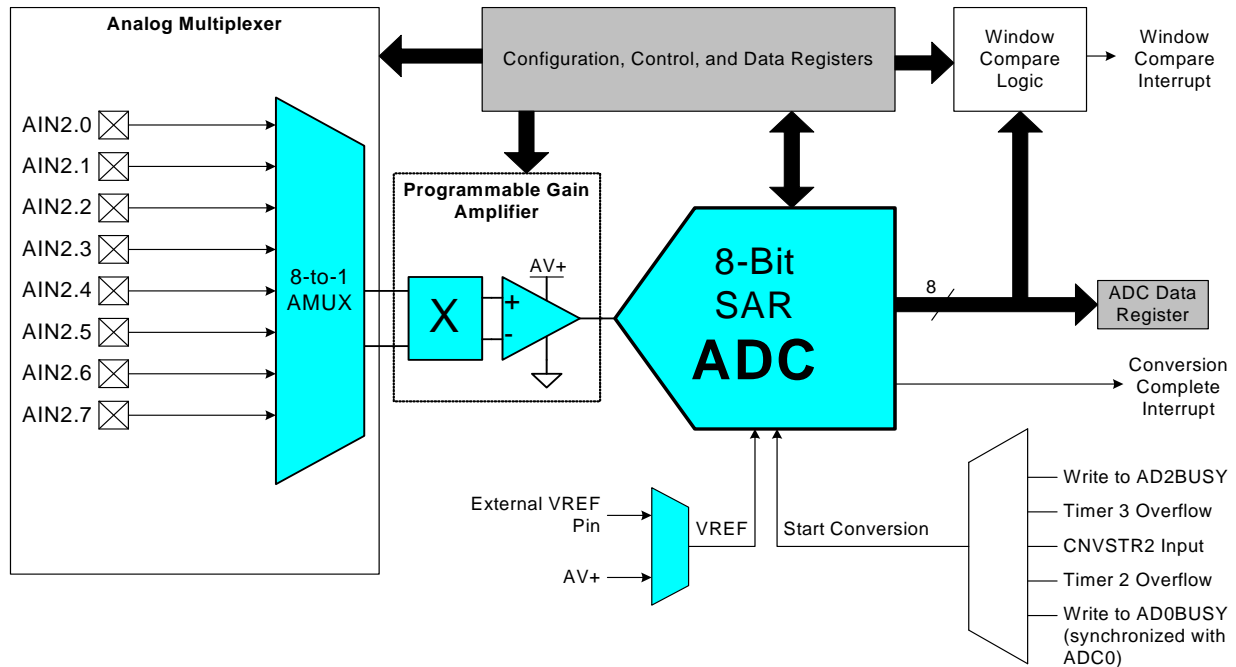 Analog Multiplexer
AIN2.0
AIN2.1
AIN2.2
AIN2.3
AIN2.4
AIN2.5
AIN2.6
AIN2.7
8-to-1
AMUX
Configuration, Control, and Data Registers
Window
Compare
Logic
Window
Compare
Interrupt
Programmable Gain
Amplifier
X
+
-
AV+
8-Bit
SAR
ADC
8
ADC Data
Register
Conversion
Complete
Interrupt
External VREF
Pin
AV+
VREF
Start Conversion
Write to AD2BUSY
Timer 3 Overflow
CNVSTR2 Input
Timer 2 Overflow
Write to AD0BUSY
(synchronized with
ADC0)